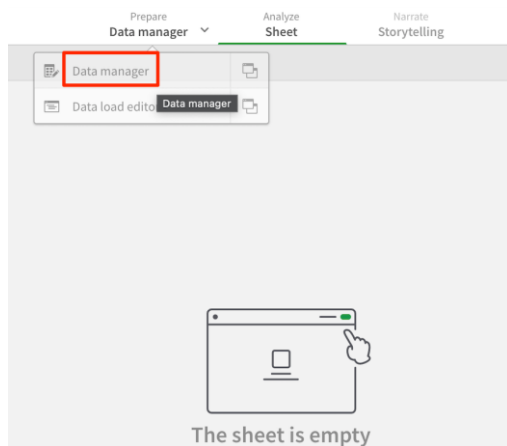 Prepare
Data manager
Analyze
Sheet
Narrate
Storytelling
Data manager
Data load edito
Data manager
The sheet is empty